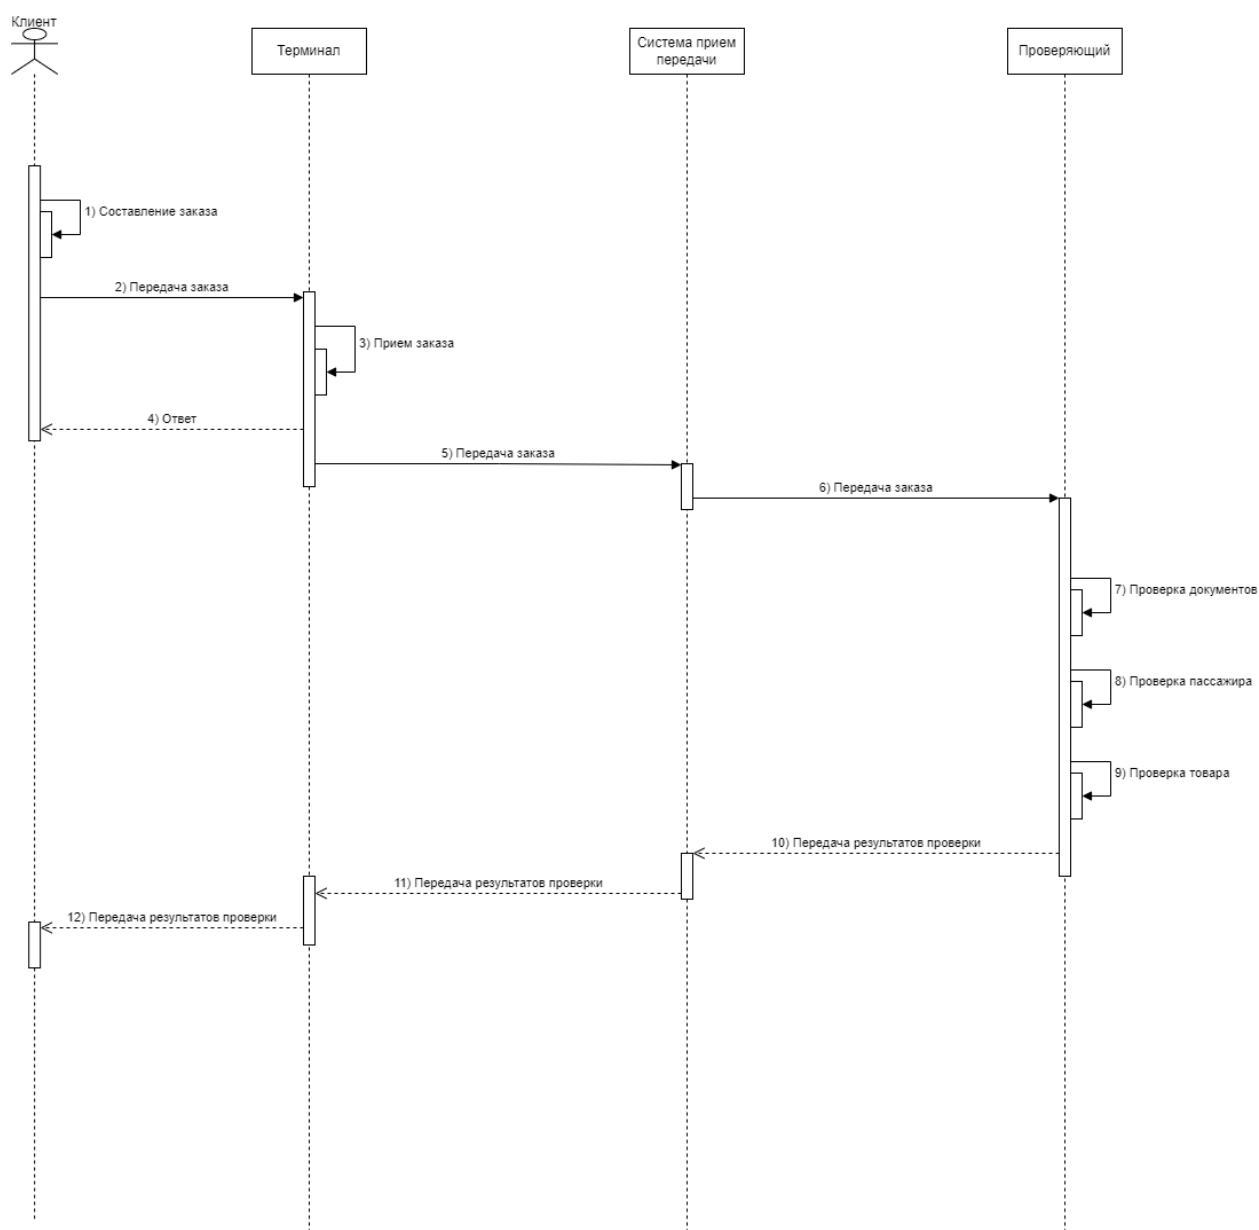 Клиент
Терминал
Система прием
передачи
Проверяющий
1) Составление заказа
2) Передача заказа
3) Прием заказа
4) Ответ
5) Передача заказа
6) Передача заказа
7) Проверка документов
8) Проверка пассажира
9) Проверка товара
10) Передача результатов проверки
11) Передача результатов проверки
12) Передача результатов проверки